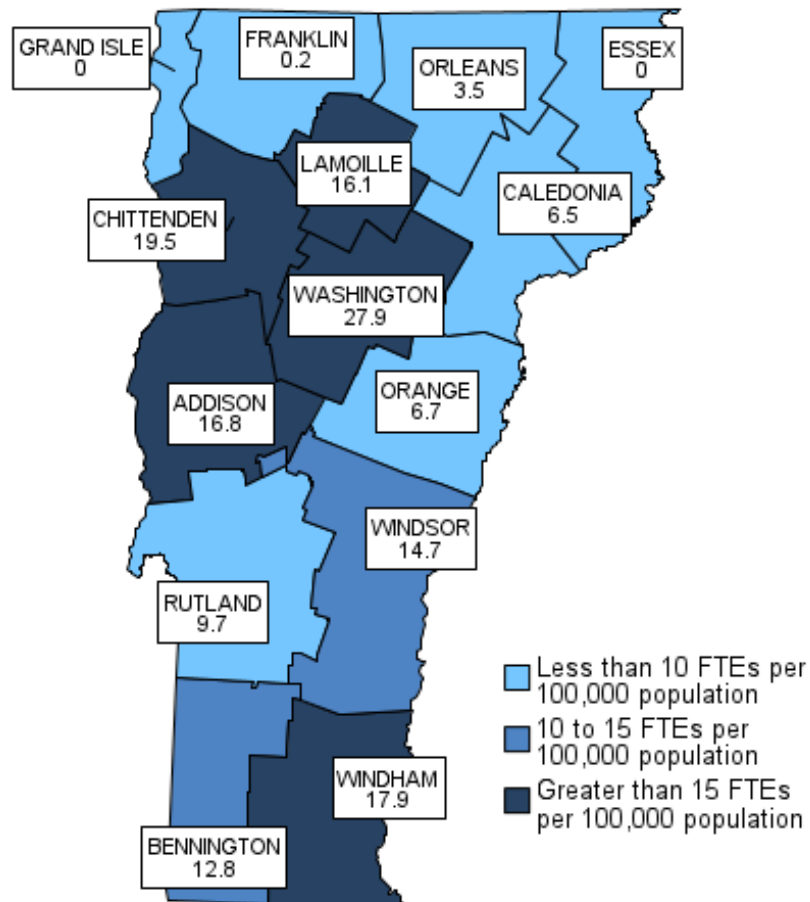 GRAND ISLE
0
FRANKLIN
0.2
ORLEANS
3.5
ESSEX
0
LAMOILLE
16.1
CALEDONIA
6.5
CHITTENDEN
19.5
WASHINGTON
27.9
ADDISON
16.8
ORANGE
6.7
WINDSOR
14.7
RUTLAND
9.7
WINDHAM
17.9
BENNINGTON
12.8
Less than 10 FTEs per
100,000 population
10 to 15 FTEs per
100,000 population
Greater than 15 FTEs
per 100,000 population